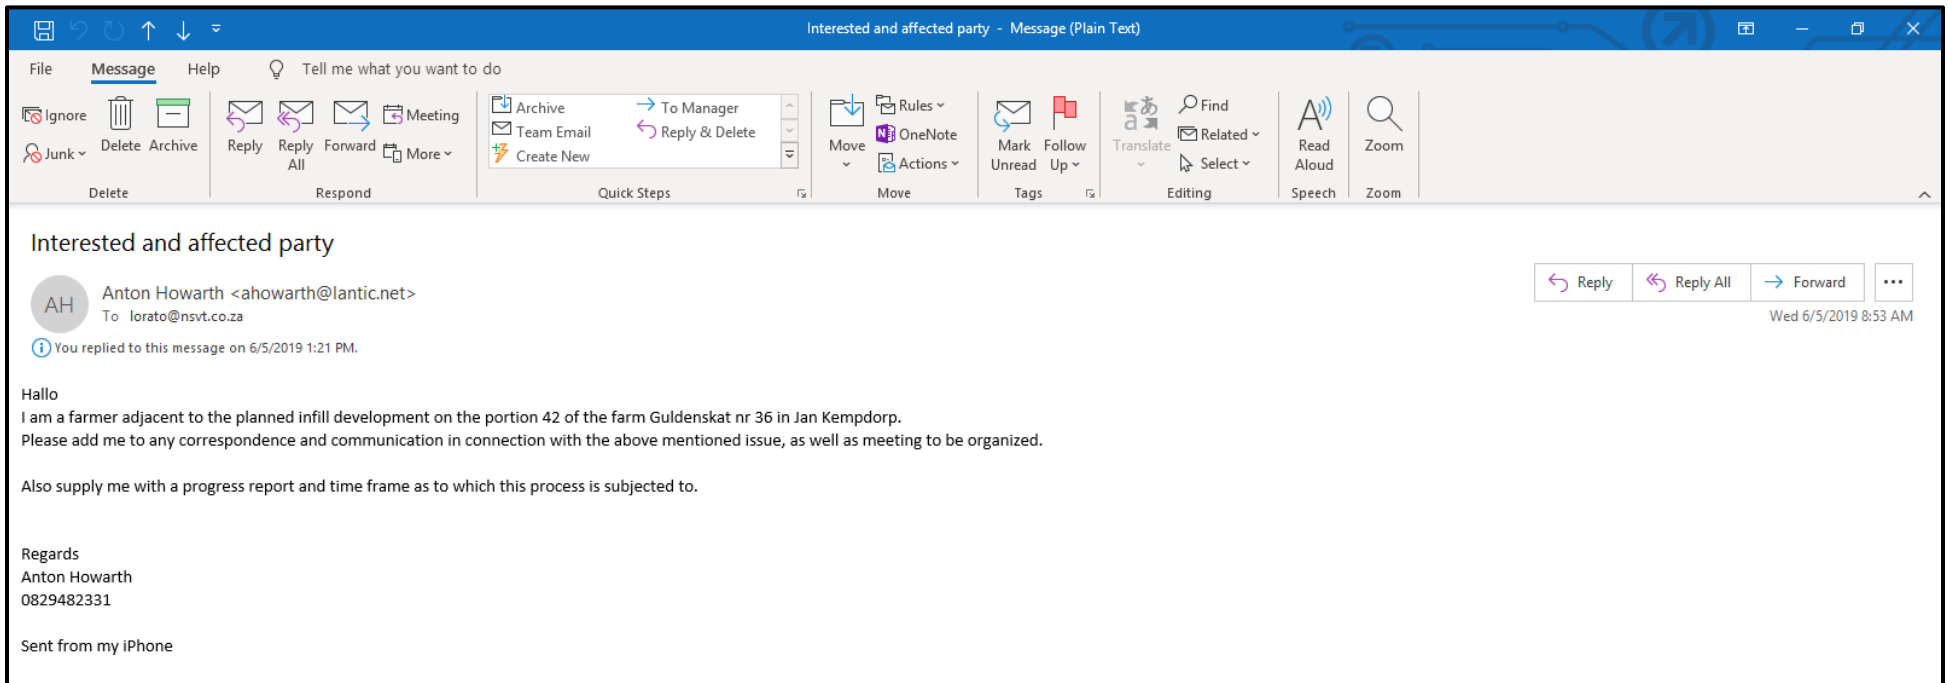 Interested and affected party - Message (Plain Text)
File Message Help Tell me what you want to do
Ignore
Junk
Delete Archive
Delete
Reply Reply All Forward
Meeting
More
Respond
Archive To Manager
Team Email Reply & Delete
Create New
Quick Steps
Move
Rules
OneNote
Actions
Move
Mark Unread Follow Up
Tags
Translate
Find
Related
Select
Editing
Read Aloud
Speech
Zoom
Zoom
Interested and affected party
AH
Anton Howarth <ahowarth@lantic.net>
To lorato@nsvt.co.za
You replied to this message on 6/5/2019 1:21 PM.
Reply Reply All Forward
Wed 6/5/2019 8:53 AM
Hallo
I am a farmer adjacent to the planned infill development on the portion 42 of the farm Guldenskat nr 36 in Jan Kempdorp.
Please add me to any correspondence and communication in connection with the above mentioned issue, as well as meeting to be organized.
Also supply me with a progress report and time frame as to which this process is subjected to.
Regards
Anton Howarth
0829482331
Sent from my iPhone